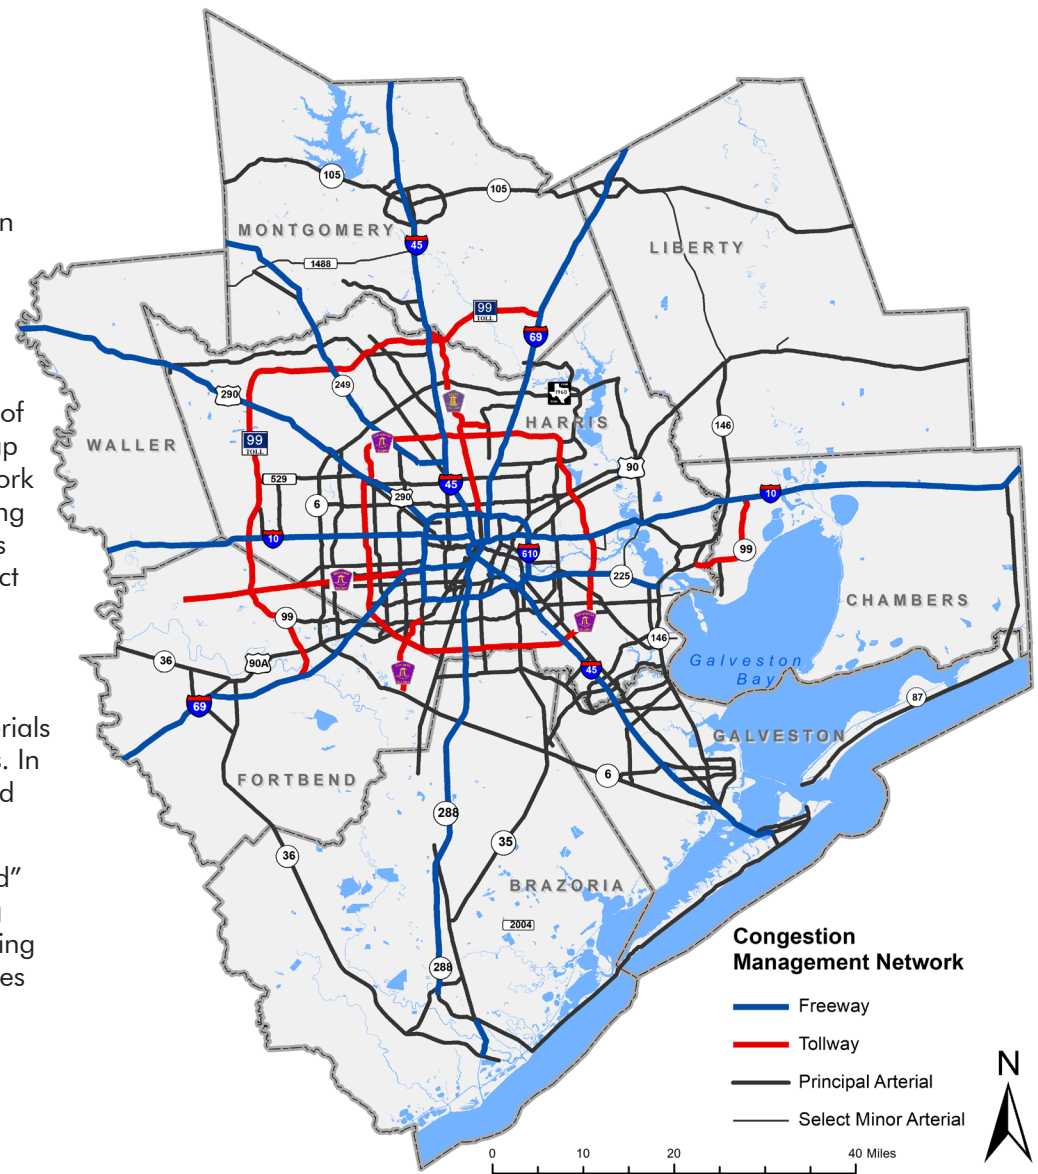 n
of
up
ork
ng
s
ct
rials
s. In
d
d”
g
ing
es
105
105
MONTGOMERY
45
LIBERTY
1488
99
TOLL
69
290
249
1960
HARRIS
WALLER
99
TOLL
146
90
529
45
290
6
10
10
610
99
225
CHAMBERS
99
146
36
90A
Galveston
Bay
45
69
87
GALVESTON
FORTBEND
6
288
35
36
BRAZORIA
2004
288
Congestion
Management Network
Freeway
Tollway
Principal Arterial
Select Minor Arterial
N
0 10 20 40 Miles